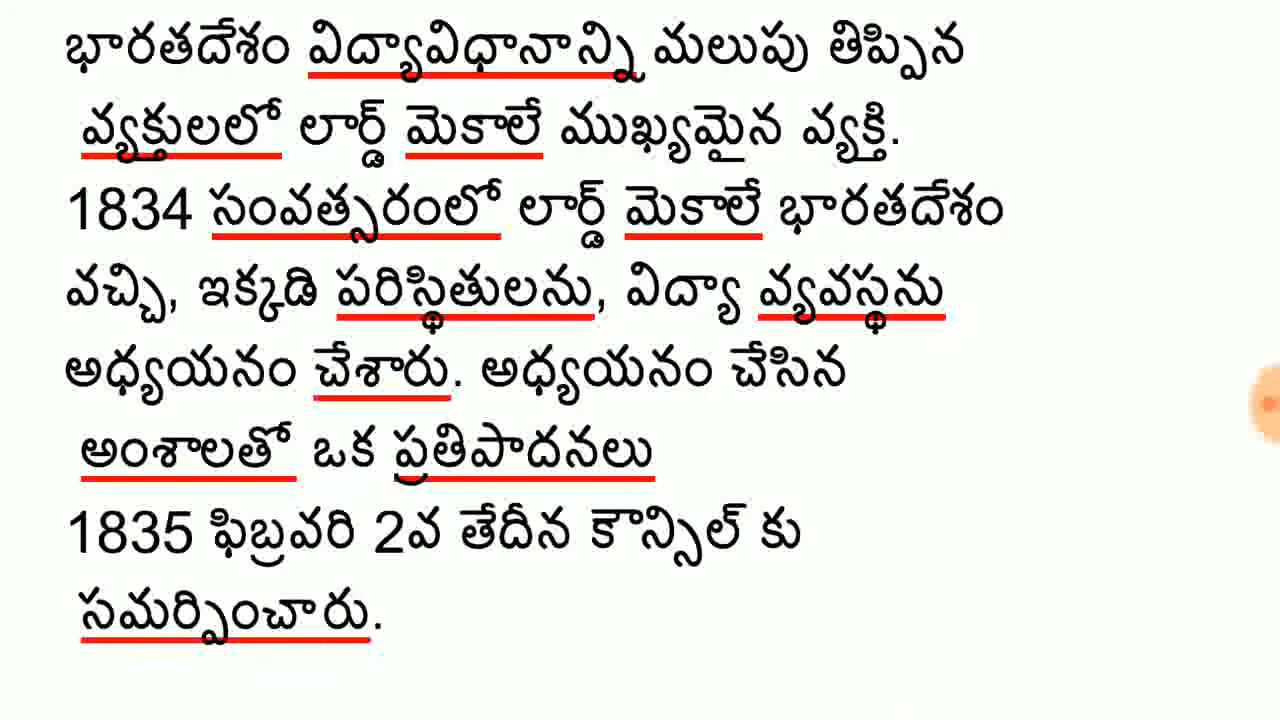 భారతదేశం విద్యావిధానాన్ని మలుపు తిప్పిన
వ్యక్తులలో లార్డ్ మెకాలే ముఖ్యమైన వ్యక్తి.
1834 సంవత్సరంలో లార్డ్ మెకాలే భారతదేశం
వచ్చి, ఇక్కడి పరిస్థితులను, విద్యా వ్యవస్థను
అధ్యయనం చేశారు. అధ్యయనం చేసిన
అంశాలతో ఒక ప్రతిపాదనలు
1835 ఫిబ్రవరి 2వ తేదీన కౌన్సిల్ కు
సమర్పించారు.